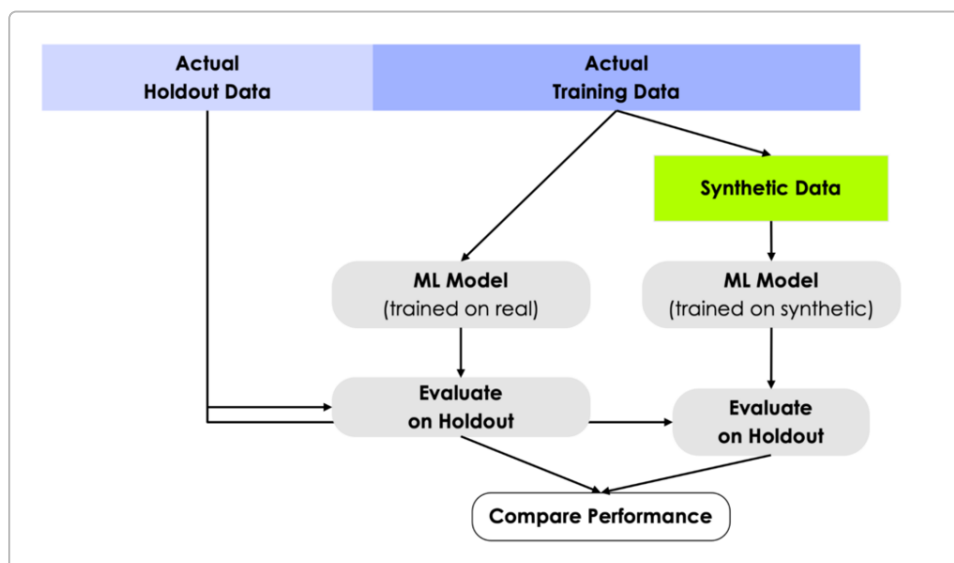 Actual
Holdout Data
Actual
Training Data
Synthetic Data
ML Model
(trained on real)
ML Model
(trained on synthetic)
Evaluate
on Holdout
Evaluate
on Holdout
Compare Performance